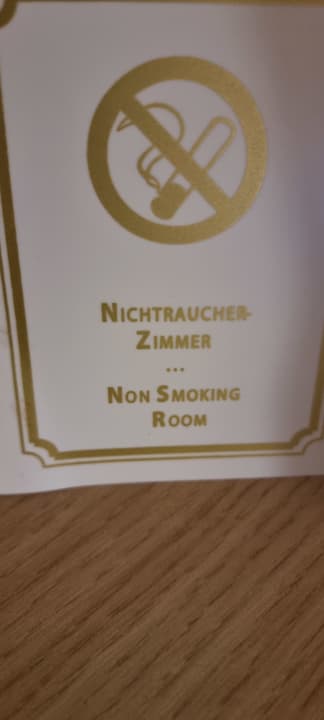 NICHTRAUCHER-
ZIMMER
...
NON SMOKING
ROOM